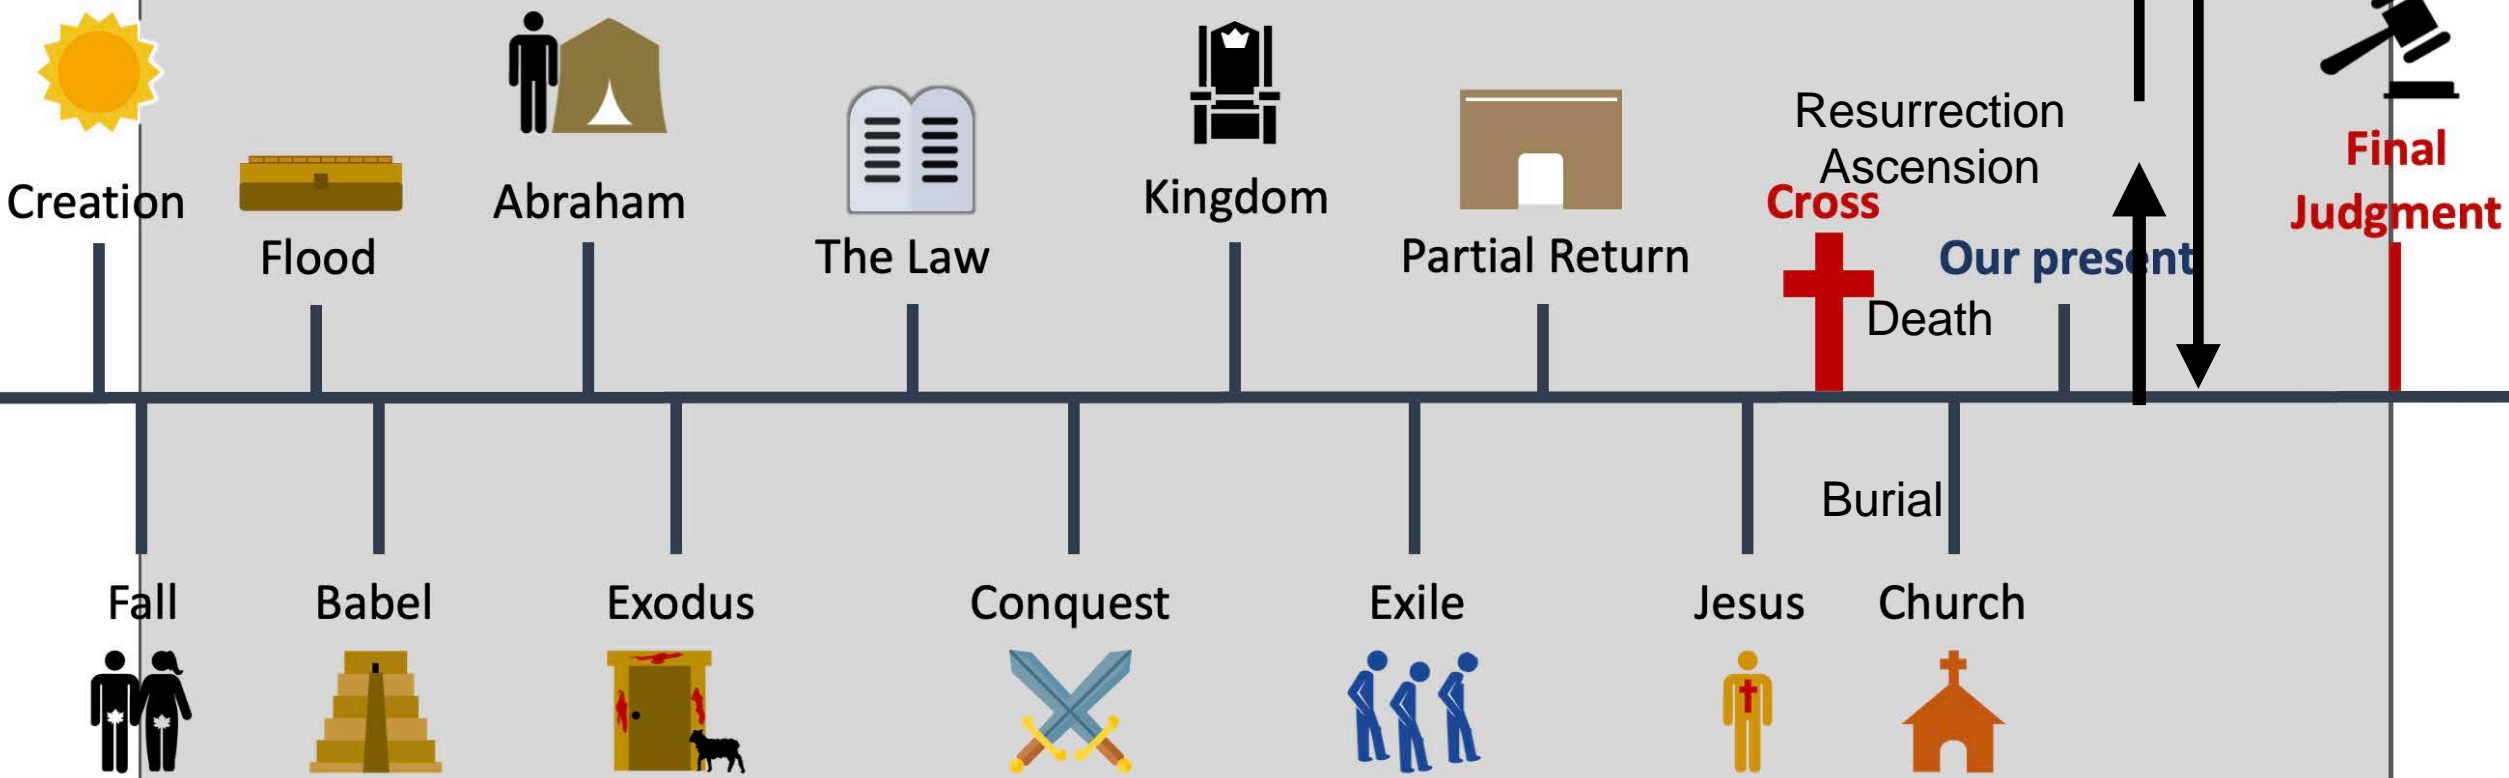 Resurrection
Ascension
Final
Judgment
Creation
Abraham
Kingdom
Cross
Flood
The Law
Partial Return
Our present
Death
Burial
Fall
Babel
Exodus
Conquest
Exile
Jesus
Church